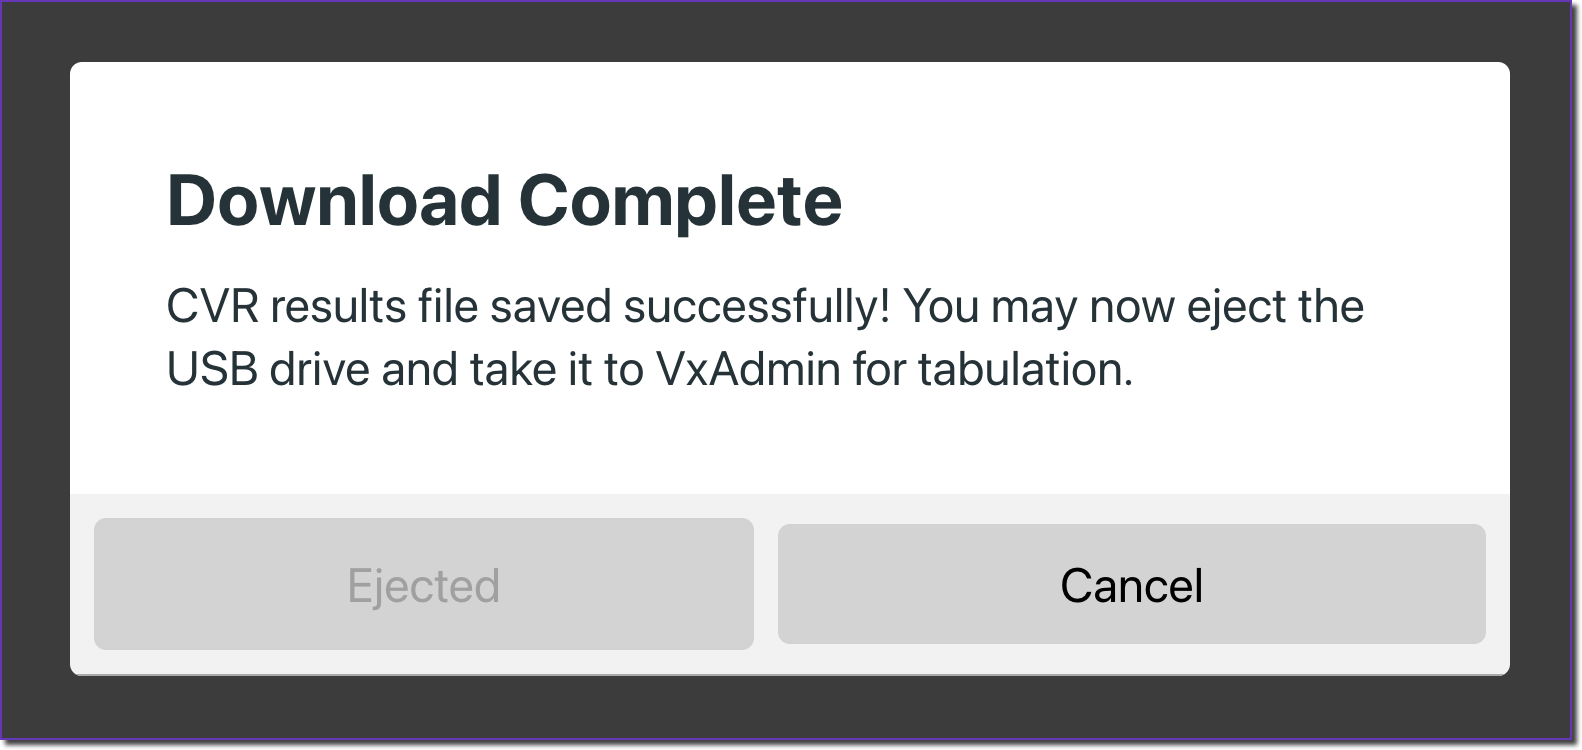 Download Complete
CVR results file saved successfully! You may now eject the
USB drive and take it to VxAdmin for tabulation.
Ejected
Cancel